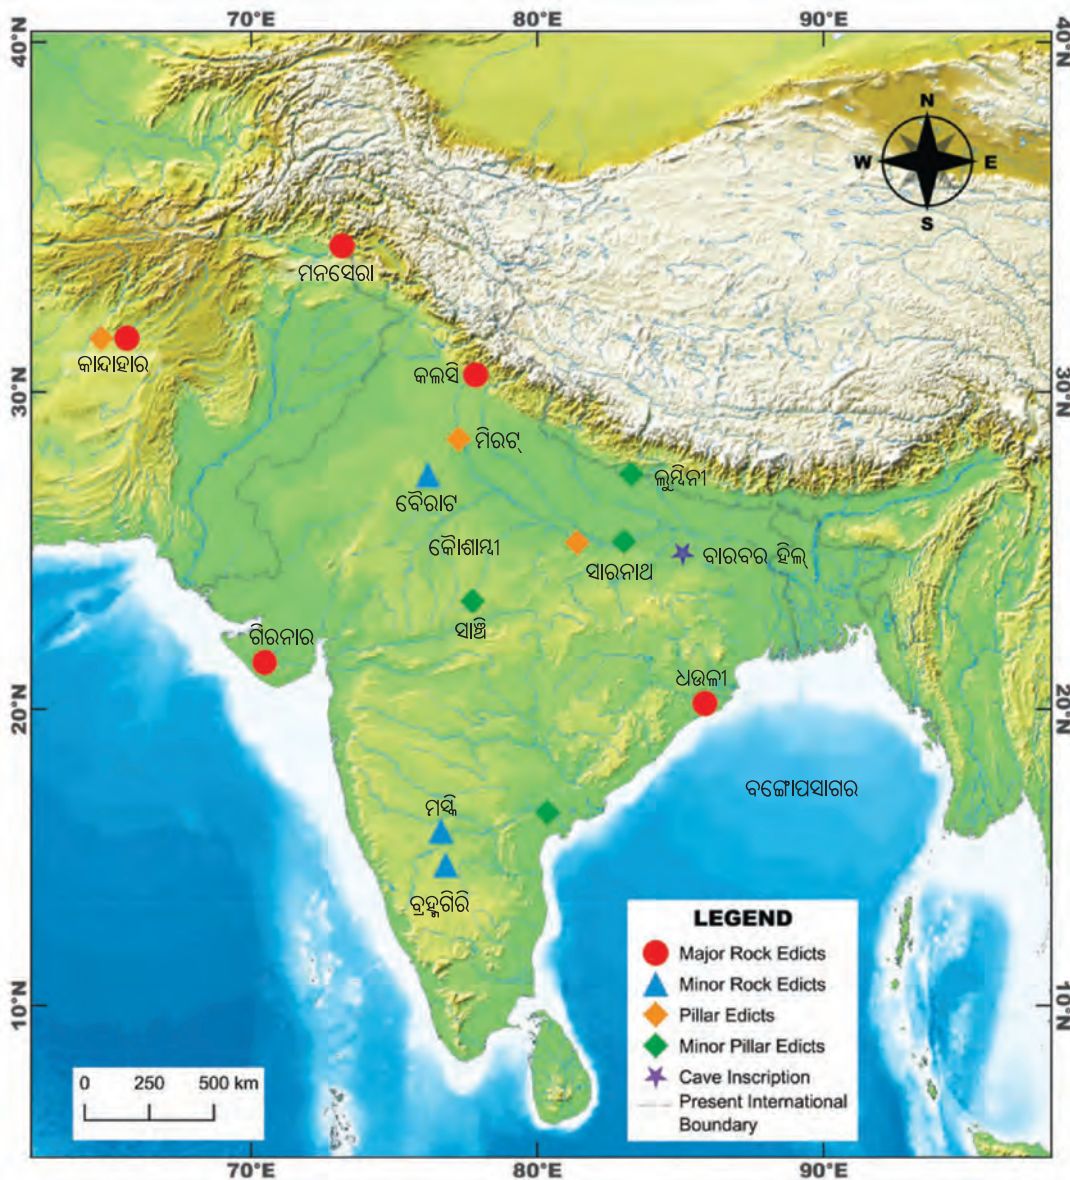 70°E 80°E 90°E
40°N 40°N
N
W E
S
ମନସେରା
କାନ୍ଦାହାର
କଲସି
30°N 30°N
ମିରଟ୍
ଲୁମ୍ବିନୀ
ବୈରାଟ
କୌଶାମ୍ବୀ
ବାରବର ହିଲ୍
ସାରନାଥ
ସାଞ୍ଚି
ଗିରନାର
ଧଉଳୀ
20°N 20°N
ବଙ୍ଗୋପସାଗର
ମସ୍କି
ବ୍ରହ୍ମଗିରି
LEGEND
Major Rock Edicts
Minor Rock Edicts
Pillar Edicts
Minor Pillar Edicts
Cave Inscription
Present International
Boundary
10°N 10°N
0 250 500 km
70°E 80°E 90°E